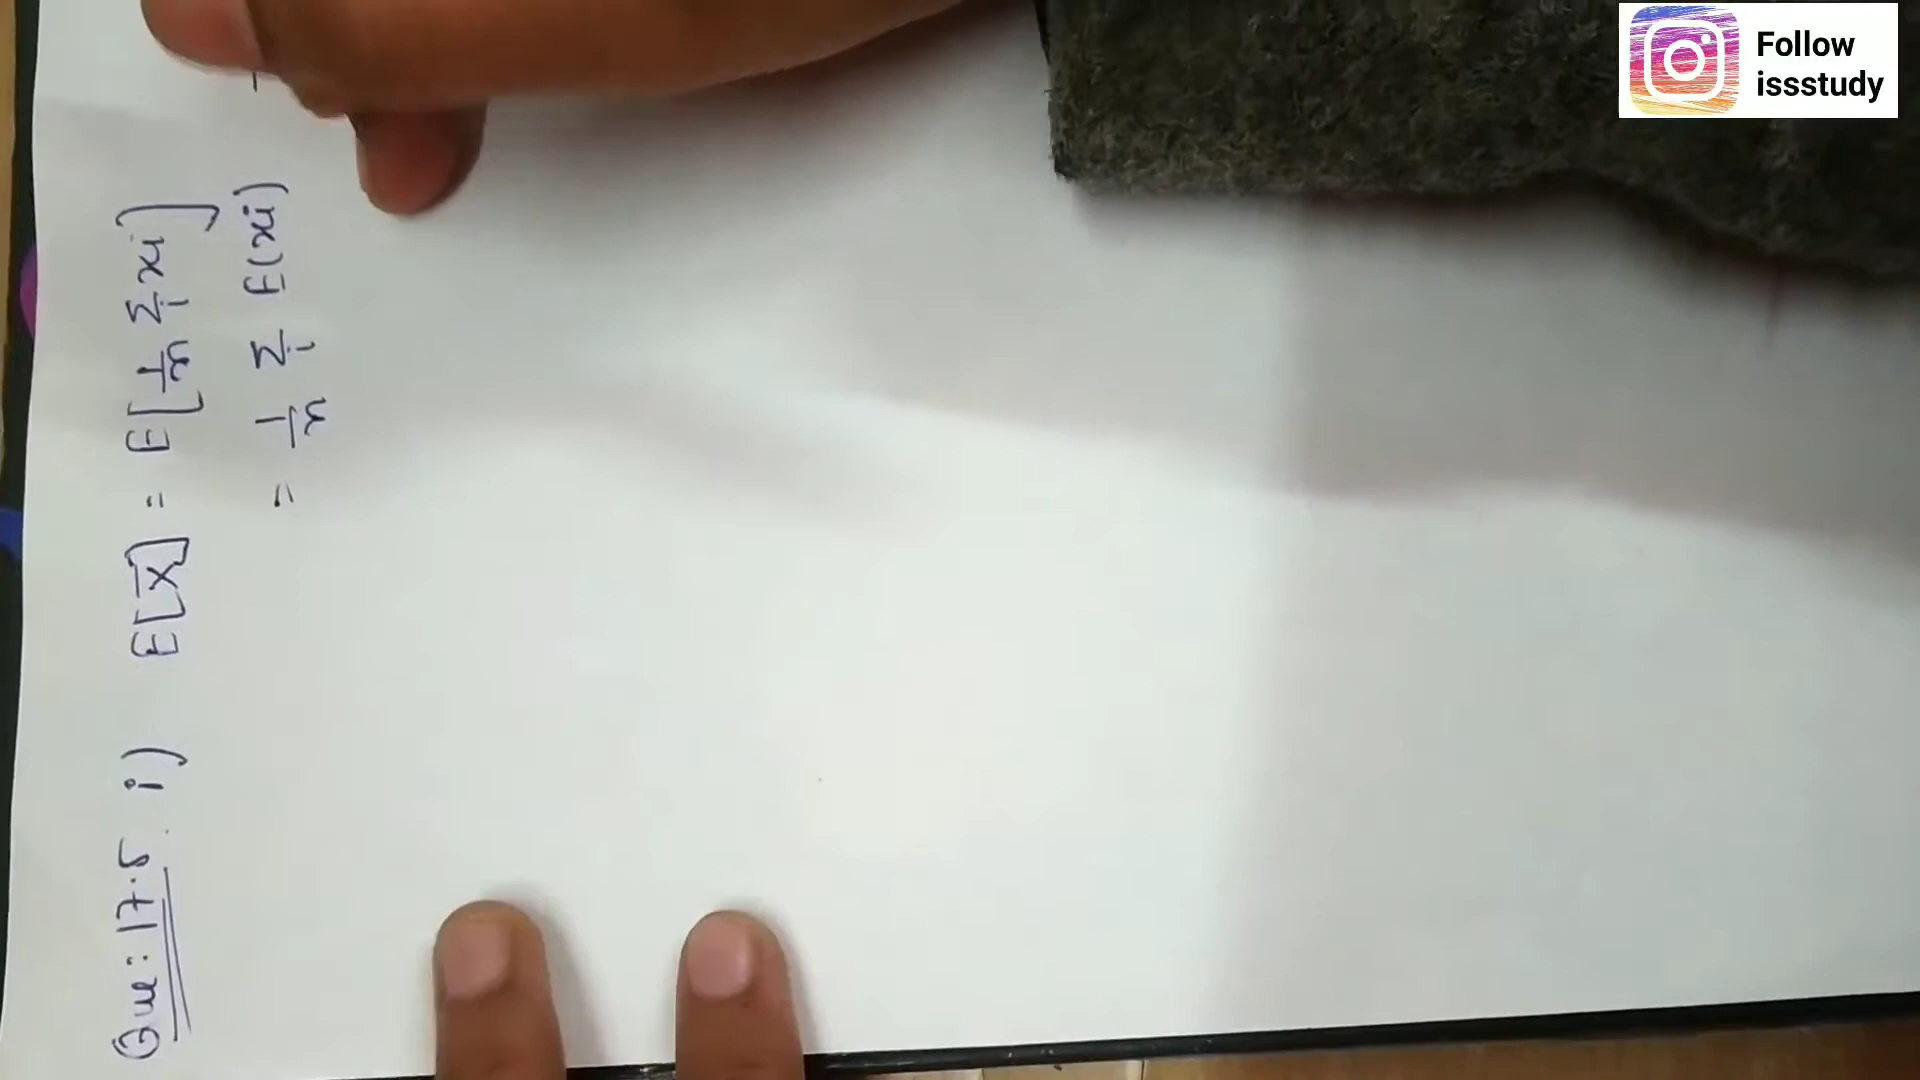 Que: 17.5 i) E[X̄] = E[1/n Σi xi]
= 1/n Σi E(xi)
Follow
issstudy